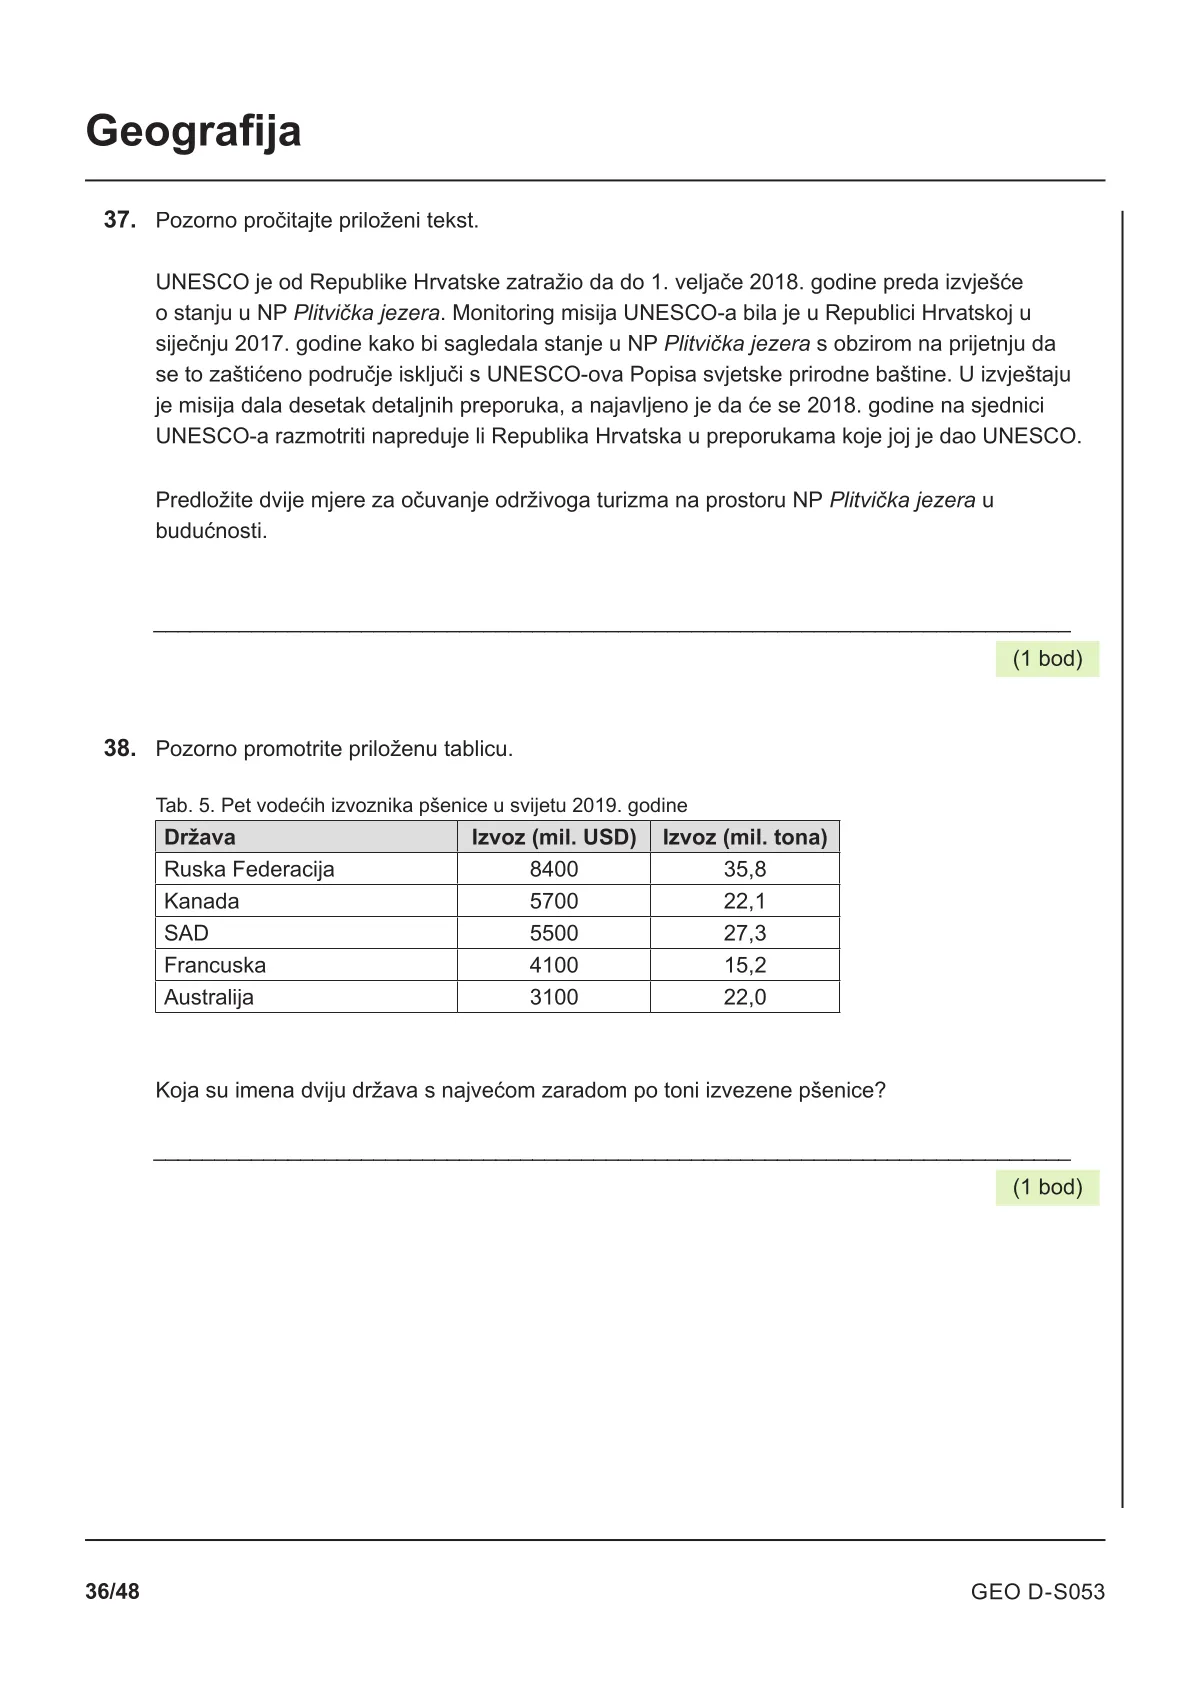 Geografija
37. Pozorno pročitajte priloženi tekst.
UNESCO je od Republike Hrvatske zatražio da do 1. veljače 2018. godine preda izvješće
o stanju u NP Plitvička jezera. Monitoring misija UNESCO-a bila je u Republici Hrvatskoj u
siječnju 2017. godine kako bi sagledala stanje u NP Plitvička jezera s obzirom na prijetnju da
se to zaštićeno područje isključi s UNESCO-ova Popisa svjetske prirodne baštine. U izvještaju
je misija dala desetak detaljnih preporuka, a najavljeno je da će se 2018. godine na sjednici
UNESCO-a razmotriti napreduje li Republika Hrvatska u preporukama koje joj je dao UNESCO.
Predložite dvije mjere za očuvanje održivoga turizma na prostoru NP Plitvička jezera u
budućnosti.
(1 bod)
38. Pozorno promotrite priloženu tablicu.
Tab. 5. Pet vodećih izvoznika pšenice u svijetu 2019. godine
Država Izvoz (mil. USD) Izvoz (mil. tona)
Ruska Federacija 8400 35,8
Kanada 5700 22,1
SAD 5500 27,3
Francuska 4100 15,2
Australija 3100 22,0
Koja su imena dviju država s najvećom zaradom po toni izvezene pšenice?
(1 bod)
36/48 GEO D-S053